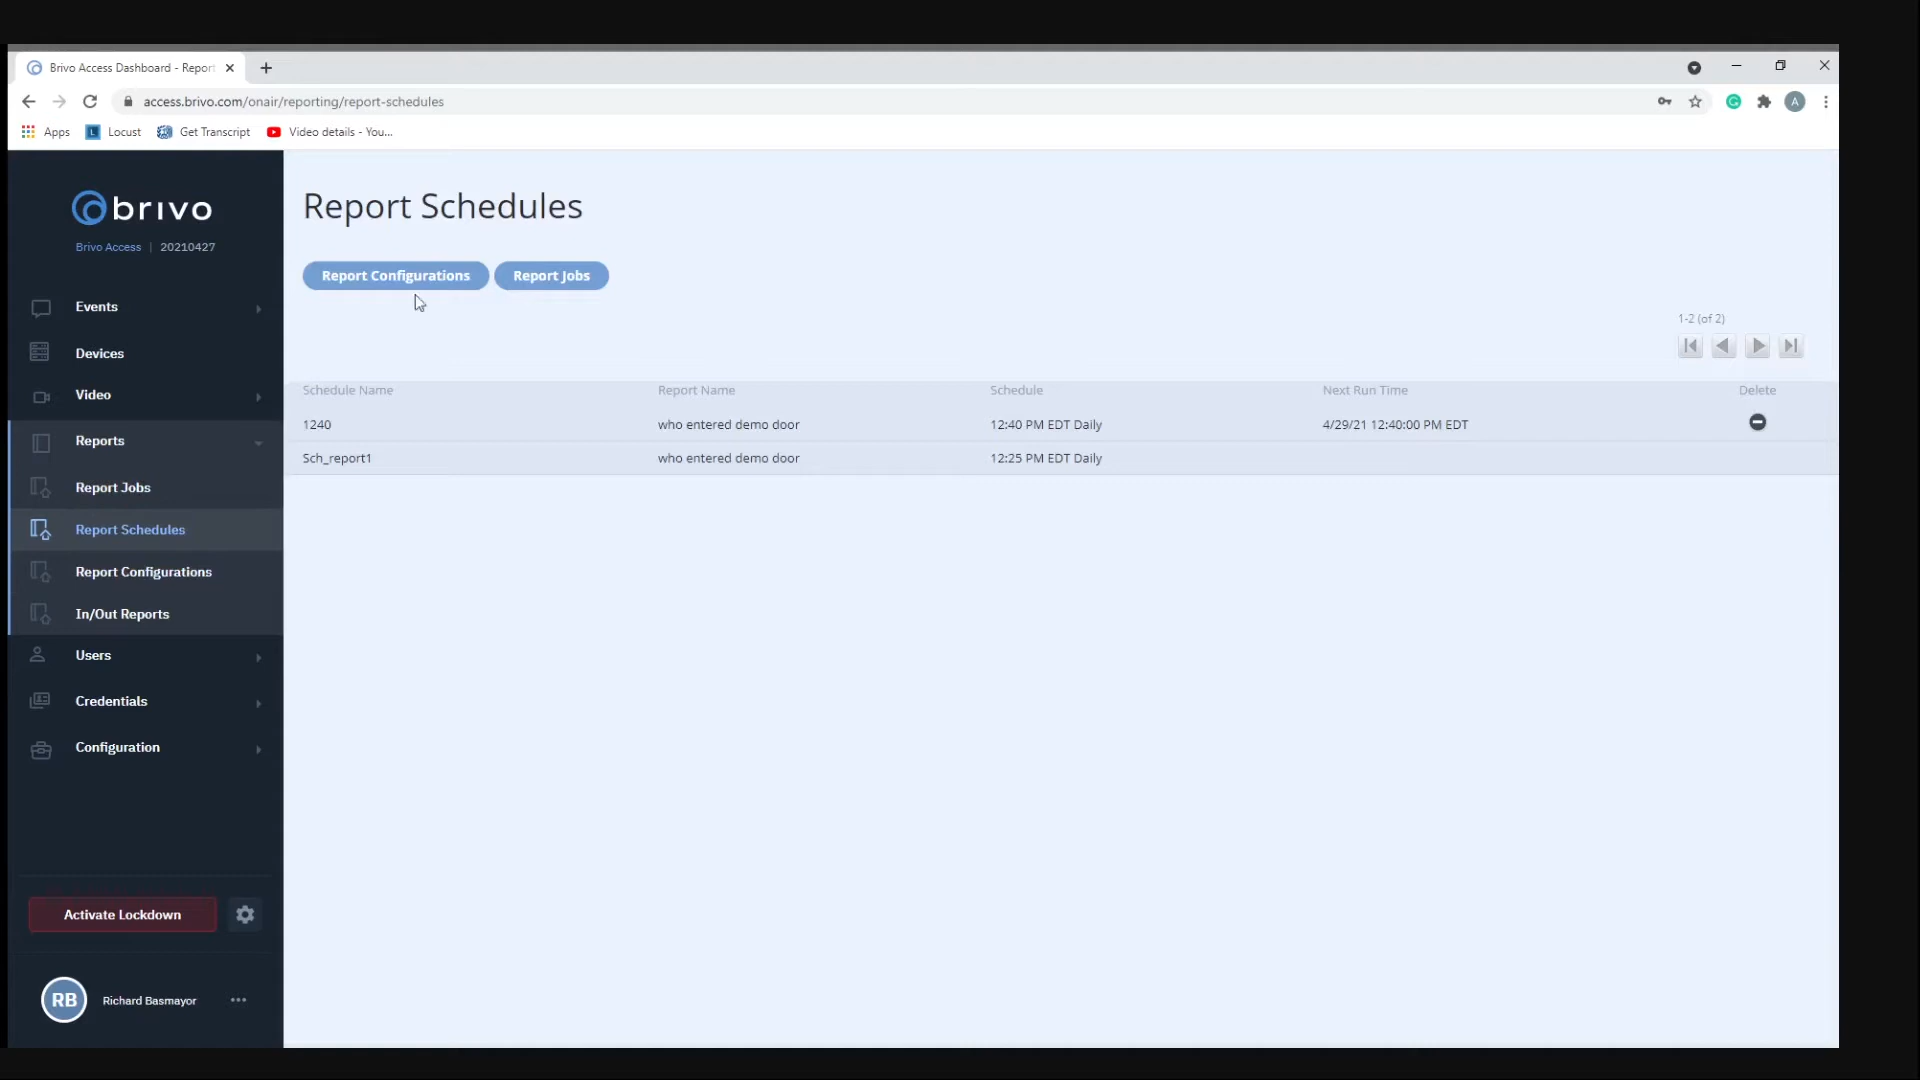 Brivo Access Dashboard - Report
access.brivo.com/onair/reporting/report-schedules
A
Apps
L Locust
Get Transcript
Video details - You...
brivo
Brivo Access | 20210427
Events
Devices
Video
Reports
Report Jobs
Report Schedules
Report Configurations
In/Out Reports
Users
Credentials
Configuration
Activate Lockdown
RB Richard Basmayor
Report Schedules
Report Configurations Report Jobs
1-2 (of 2)
Schedule Name Report Name Schedule Next Run Time Delete
1240 who entered demo door 12:40 PM EDT Daily 4/29/21 12:40:00 PM EDT
Sch_report1 who entered demo door 12:25 PM EDT Daily